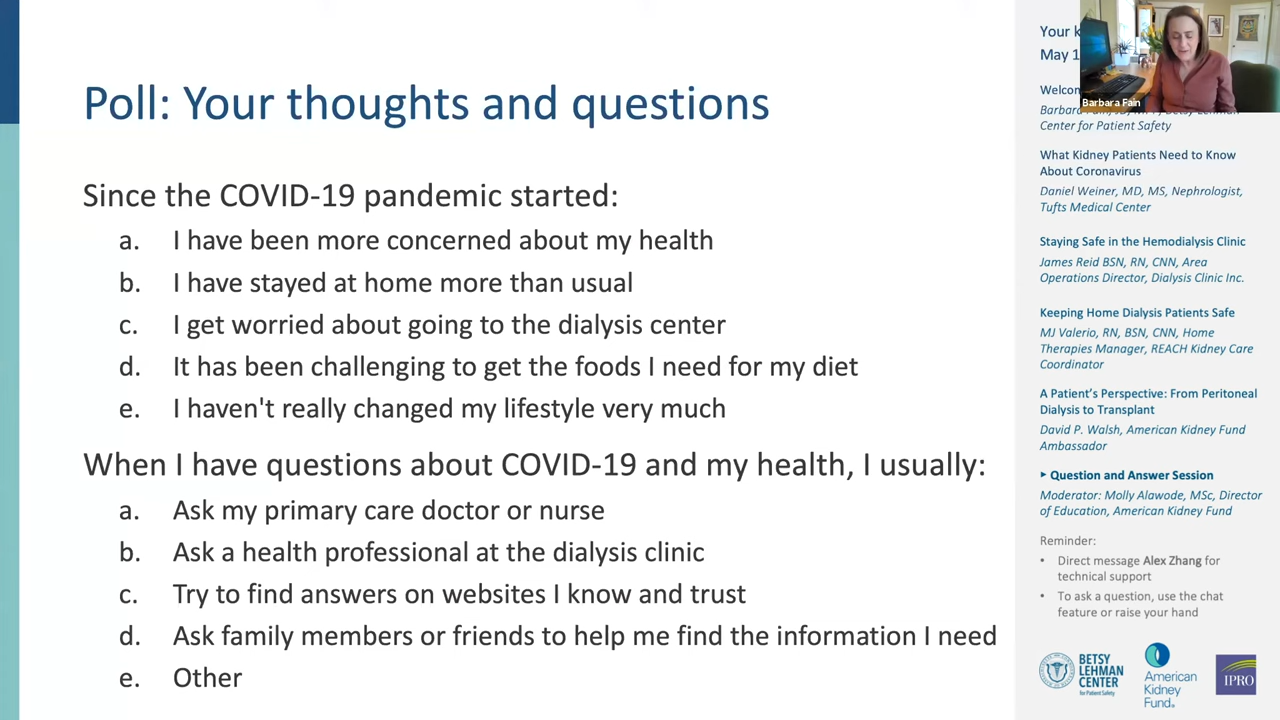 Poll: Your thoughts and questions
Since the COVID-19 pandemic started:
a. I have been more concerned about my health
b. I have stayed at home more than usual
c. I get worried about going to the dialysis center
d. It has been challenging to get the foods I need for my diet
e. I haven't really changed my lifestyle very much
When I have questions about COVID-19 and my health, I usually:
a. Ask my primary care doctor or nurse
b. Ask a health professional at the dialysis clinic
c. Try to find answers on websites I know and trust
d. Ask family members or friends to help me find the information I need
e. Other
Your
May
Barbara Fain
Center for Patient Safety
What Kidney Patients Need to Know
About Coronavirus
Daniel Weiner, MD, MS, Nephrologist,
Tufts Medical Center
Staying Safe in the Hemodialysis Clinic
James Reid BSN, RN, CNN, Area
Operations Director, Dialysis Clinic Inc.
Keeping Home Dialysis Patients Safe
MJ Valerio, RN, BSN, CNN, Home
Therapies Manager, REACH Kidney Care
Coordinator
A Patient's Perspective: From Peritoneal
Dialysis to Transplant
David P. Walsh, American Kidney Fund
Ambassador
‣ Question and Answer Session
Moderator: Molly Alawode, MSc, Director
of Education, American Kidney Fund
Reminder:
• Direct message Alex Zhang for
technical support
• To ask a question, use the chat
feature or raise your hand
BETSY
LEHMAN
CENTER
for Patient Safety
American
Kidney
Fund®
IPRO